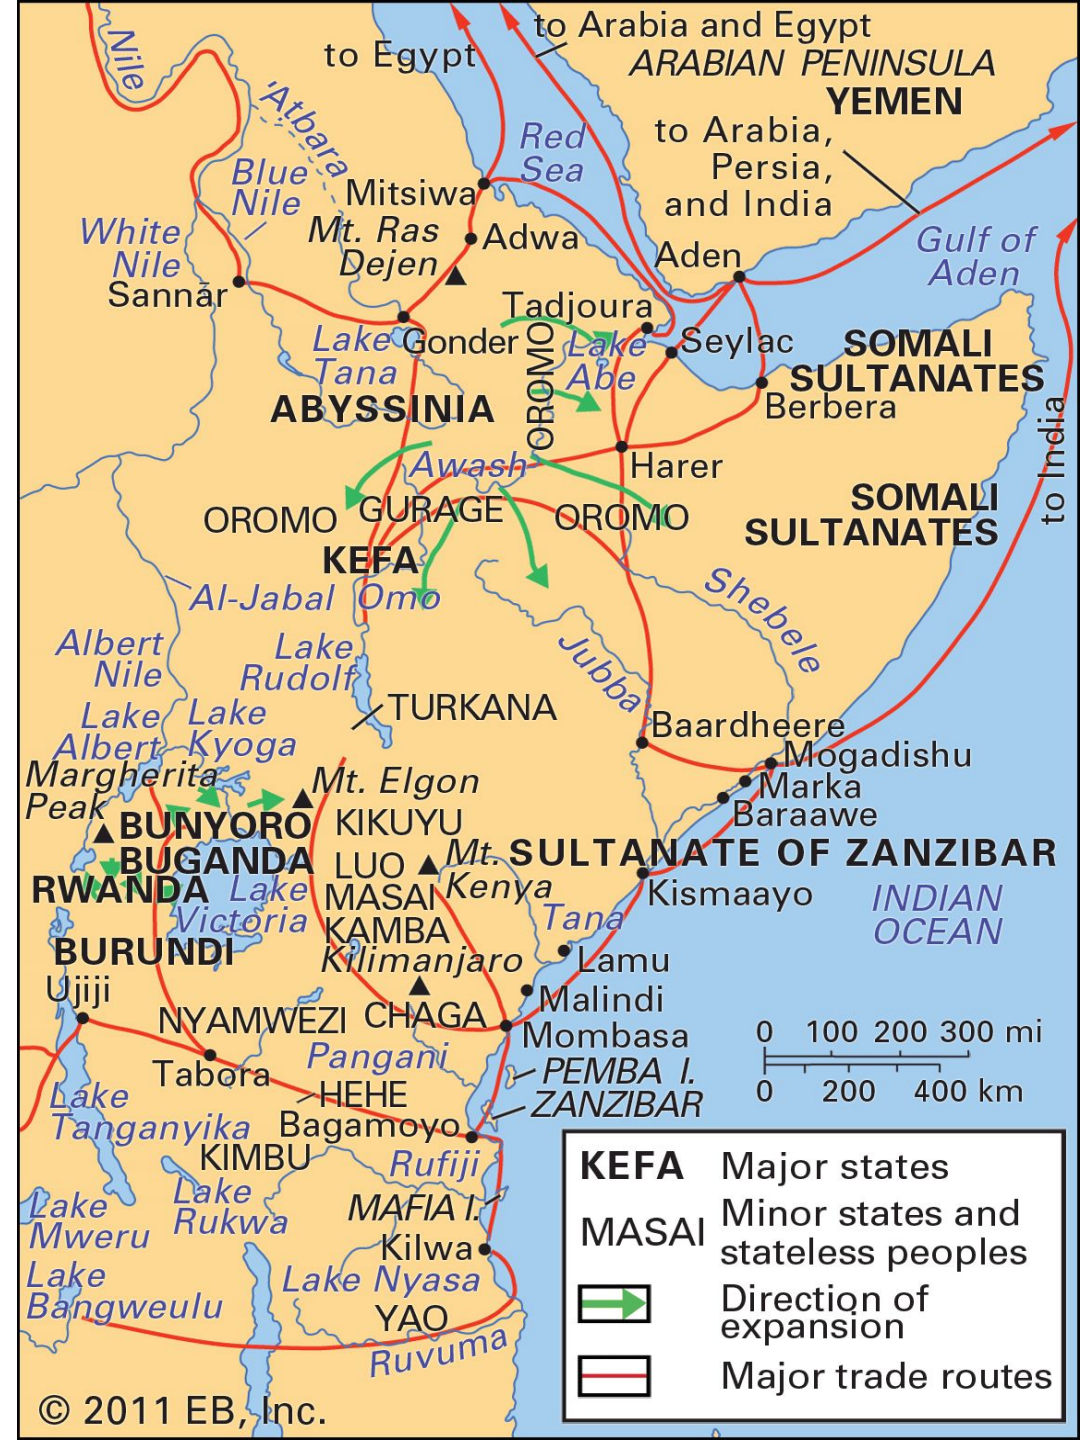 Nile
to Egypt
to Arabia and Egypt
ARABIAN PENINSULA
YEMEN
'Atbara
Red
Sea
to Arabia,
Persia,
and India
Blue
Nile
Mitsiwa
White
Nile
Mt. Ras
Dejen
Adwa
Aden
Gulf of
Aden
Sannār
Tadjoura
Lake
Tana
Gonder
OROMO
Lake
Abe
Seylac
SOMALI
SULTANATES
ABYSSINIA
Berbera
to India
Awash
Harer
OROMO
GURAGE
OROMO
SOMALI
SULTANATES
KEFA
Al-Jabal
Omo
Shebele
Albert
Nile
Lake
Rudolf
Jubba
Lake
Albert
Lake
Kyoga
TURKANA
Baardheere
Margherita
Peak
Mt. Elgon
Mogadishu
Marka
Baraawe
BUNYORO
KIKUYU
BUGANDA
LUO
Mt.
Kenya
SULTANATE OF ZANZIBAR
RWANDA
Lake
Victoria
MASAI
Kismaayo
INDIAN
OCEAN
KAMBA
Tana
BURUNDI
Kilimanjaro
Lamu
Ujiji
Malindi
NYAMWEZI
CHAGA
Mombasa
0 100 200 300 mi
0 200 400 km
Tabora
Pangani
PEMBA I.
Lake
Tanganyika
HEHE
ZANZIBAR
Bagamoyo
KIMBU
Rufiji
Lake
Mweru
Lake
Rukwa
MAFIA I.
Kilwa
Lake
Bangweulu
Lake Nyasa
YAO
Ruvuma
KEFA Major states
MASAI Minor states and
stateless peoples
Direction of
expansion
Major trade routes
© 2011 EB, Inc.